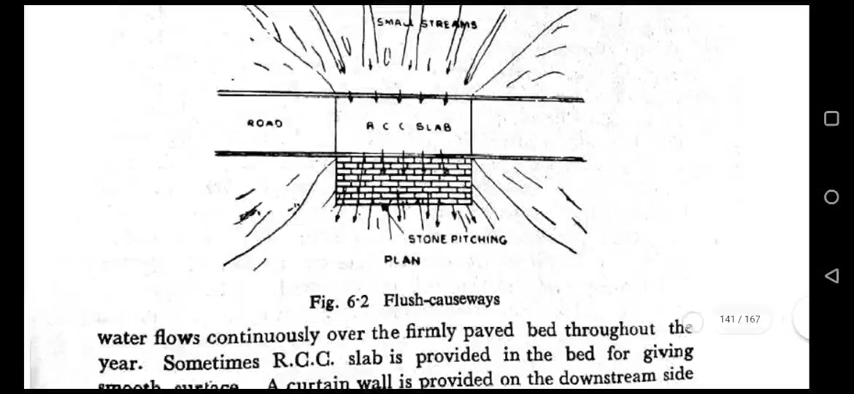 SMALL STREAMS
ROAD
R C C SLAB
STONE PITCHING
PLAN
Fig. 6·2 Flush-causeways
141 / 167
water flows continuously over the firmly paved bed throughout the
year. Sometimes R.C.C. slab is provided in the bed for giving
smooth surface. A curtain wall is provided on the downstream side